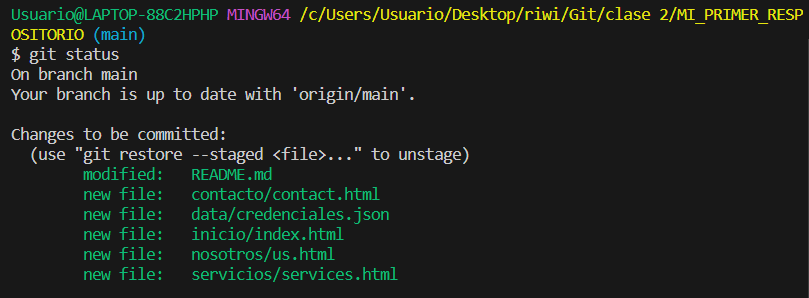 Usuario@LAPTOP-88C2HPHP MINGW64 /c/Users/Usuario/Desktop/riwi/Git/clase 2/MI_PRIMER_RESP
OSITORIO (main)
$ git status
On branch main
Your branch is up to date with 'origin/main'.

Changes to be committed:
  (use "git restore --staged <file>..." to unstage)
        modified:   README.md
        new file:   contacto/contact.html
        new file:   data/credenciales.json
        new file:   inicio/index.html
        new file:   nosotros/us.html
        new file:   servicios/services.html